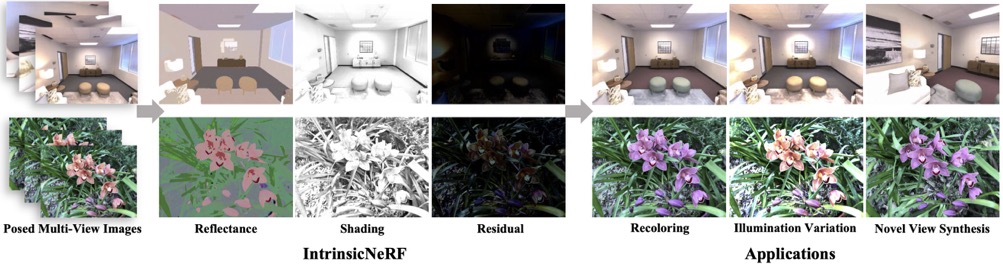 Posed Multi-View Images
Reflectance
Shading
Residual
Recoloring
Illumination Variation
Novel View Synthesis
IntrinsicNeRF
Applications